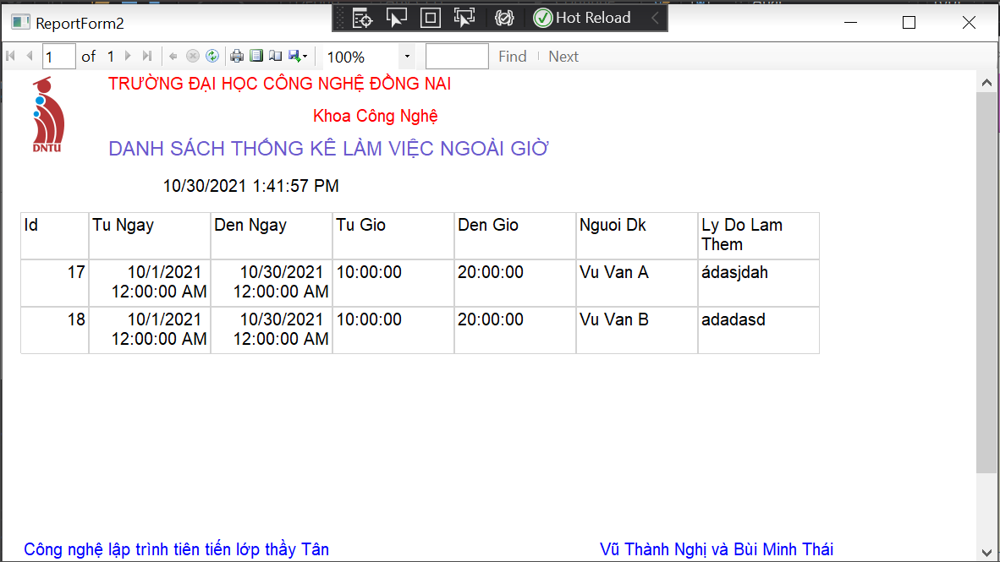 ReportForm2
Hot Reload
1 of 1 100% Find Next
TRƯỜNG ĐẠI HỌC CÔNG NGHỆ ĐỒNG NAI
Khoa Công Nghệ
DNTU
DANH SÁCH THỐNG KÊ LÀM VIỆC NGOÀI GIỜ
10/30/2021 1:41:57 PM
Id Tu Ngay Den Ngay Tu Gio Den Gio Nguoi Dk Ly Do Lam
Them
17 10/1/2021 10/30/2021 10:00:00 20:00:00 Vu Van A ádasjdah
12:00:00 AM 12:00:00 AM
18 10/1/2021 10/30/2021 10:00:00 20:00:00 Vu Van B adadasd
12:00:00 AM 12:00:00 AM
Công nghệ lập trình tiên tiến lớp thầy Tân Vũ Thành Nghị và Bùi Minh Thái